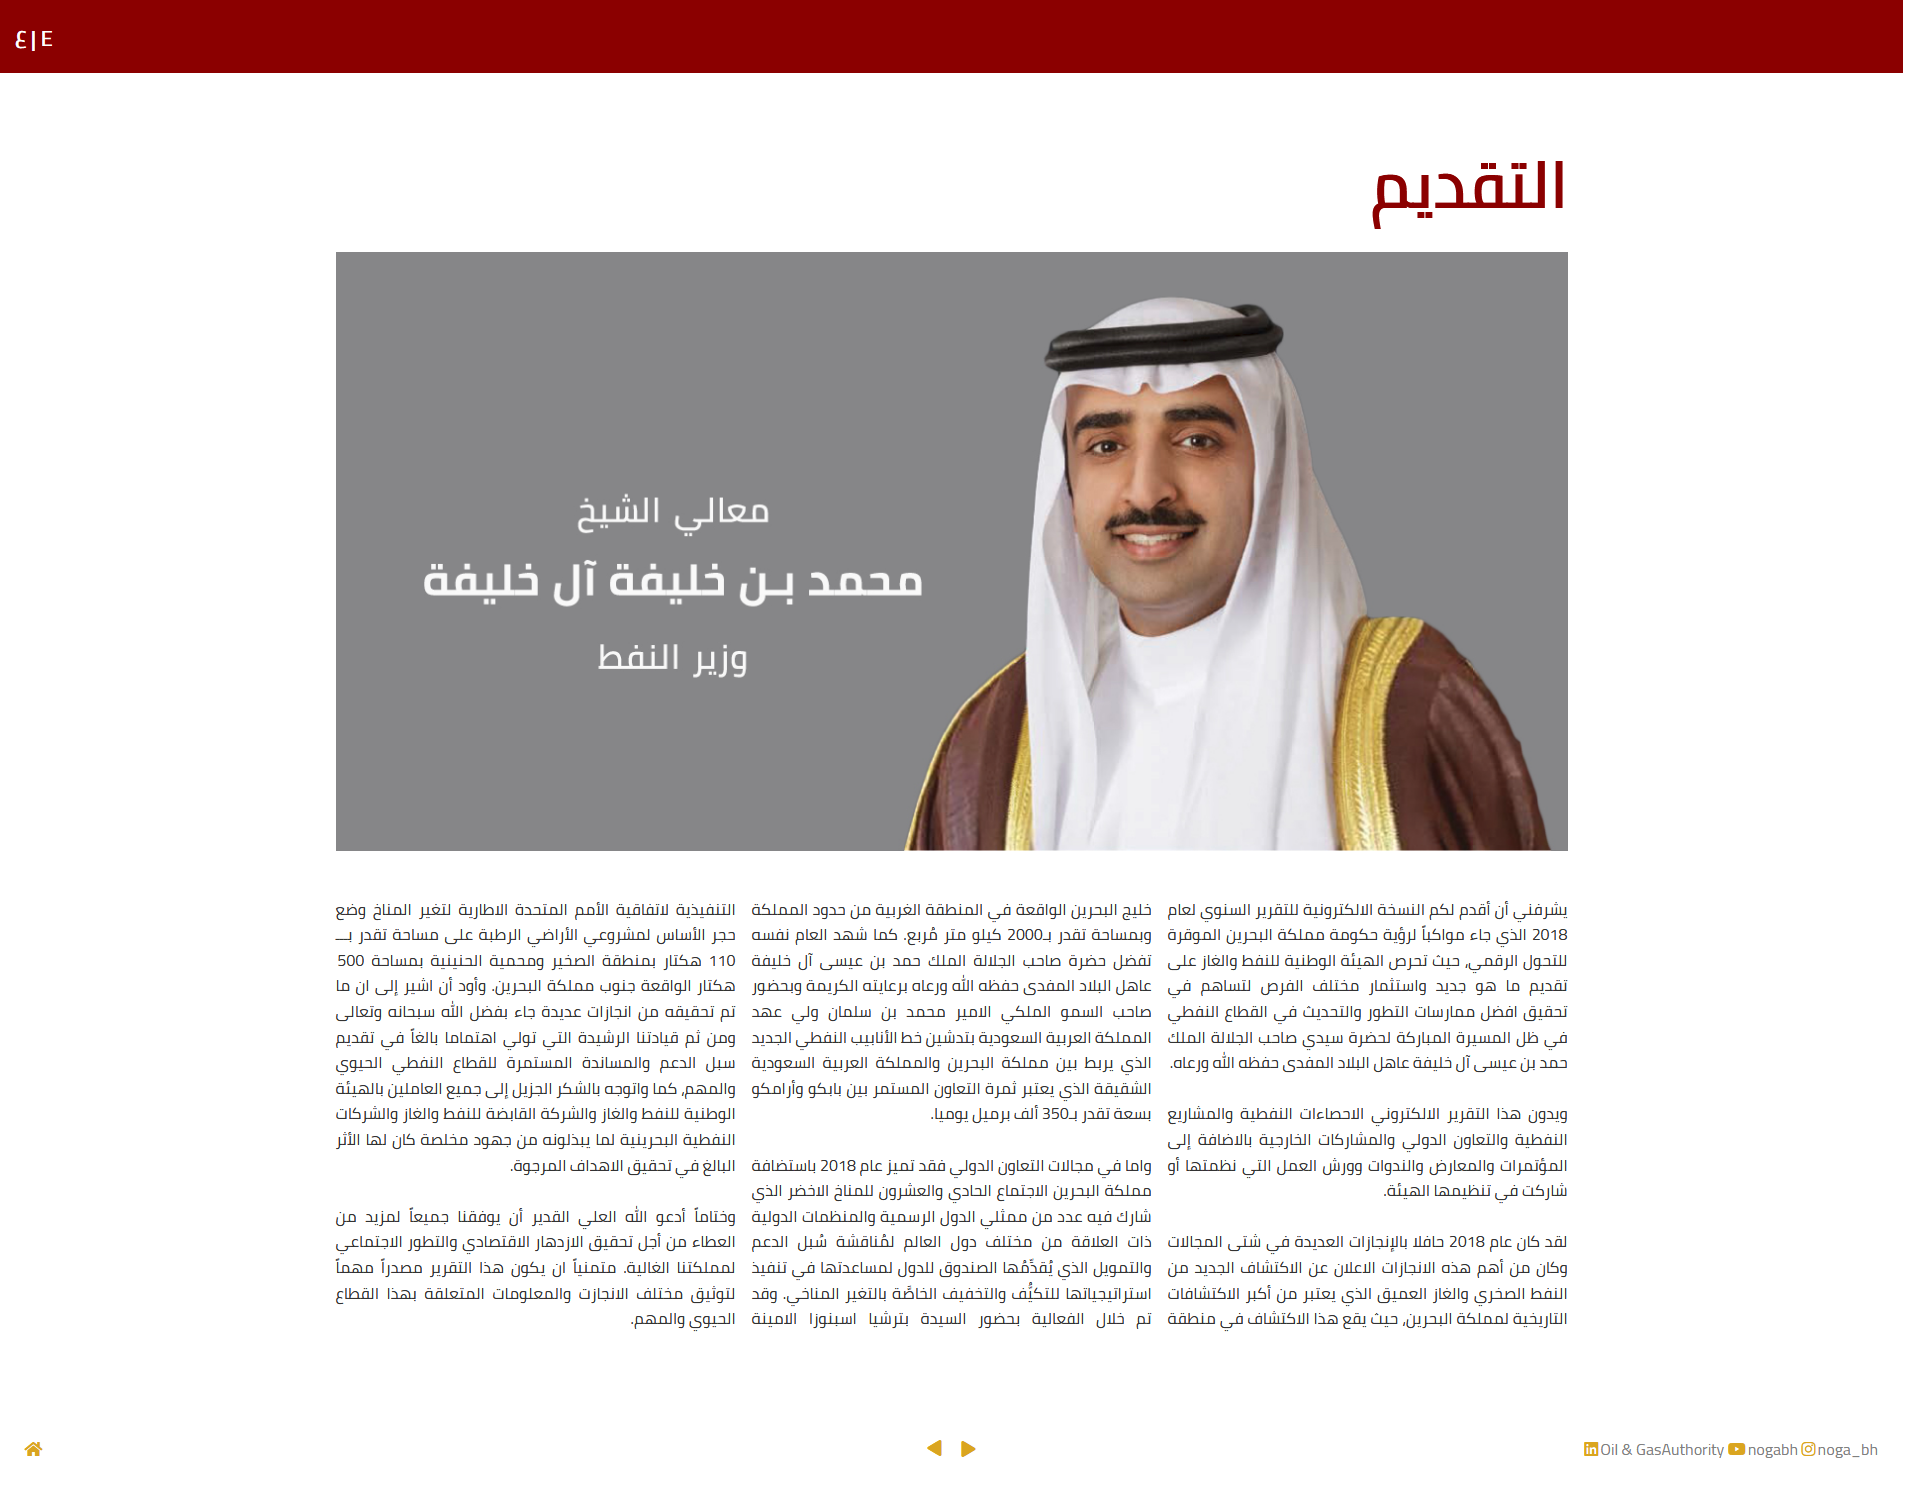 ع|E
التقديم
معالي الشيخ
محمد بـن خليفة آل خليفة
وزير النفط
يشرفني أن أقدم لكم النسخة الالكترونية للتقرير السنوي لعام
2018 الذي جاء مواكباً لرؤية حكومة مملكة البحرين الموقرة
للتحول الرقمي، حيث تحرص الهيئة الوطنية للنفط والغاز على
تقديم ما هو جديد واستثمار مختلف الفرص لتساهم في
تحقيق افضل ممارسات التطور والتحديث في القطاع النفطي
في ظل المسيرة المباركة لحضرة سيدي صاحب الجلالة الملك
حمد بن عيسى آل خليفة عاهل البلاد المفدى حفظه الله ورعاه.
ويدون هذا التقرير الالكتروني الاحصاءات النفطية والمشاريع
النفطية والتعاون الدولي والمشاركات الخارجية بالاضافة إلى
المؤتمرات والمعارض والندوات وورش العمل التي نظمتها أو
شاركت في تنظيمها الهيئة.
لقد كان عام 2018 حافلا بالإنجازات العديدة في شتى المجالات
وكان من أهم هذه الانجازات الاعلان عن الاكتشاف الجديد من
النفط الصخري والغاز العميق الذي يعتبر من أكبر الاكتشافات
التاريخية لمملكة البحرين، حيث يقع هذا الاكتشاف في منطقة
خليج البحرين الواقعة في المنطقة الغربية من حدود المملكة
وبمساحة تقدر بـ2000 كيلو متر مُربع. كما شهد العام نفسه
تفضل حضرة صاحب الجلالة الملك حمد بن عيسى آل خليفة
عاهل البلاد المفدى حفظه الله ورعاه برعايته الكريمة وبحضور
صاحب السمو الملكي الامير محمد بن سلمان ولي عهد
المملكة العربية السعودية بتدشين خط الأنابيب النفطي الجديد
الذي يربط بين مملكة البحرين والمملكة العربية السعودية
الشقيقة الذي يعتبر ثمرة التعاون المستمر بين بابكو وأرامكو
بسعة تقدر بـ350 ألف برميل يوميا.
واما في مجالات التعاون الدولي فقد تميز عام 2018 باستضافة
مملكة البحرين الاجتماع الحادي والعشرون للمناخ الاخضر الذي
شارك فيه عدد من ممثلي الدول الرسمية والمنظمات الدولية
ذات العلاقة من مختلف دول العالم لمُناقشة سُبل الدعم
والتمويل الذي يُقدِّمُها الصندوق للدول لمساعدتها في تنفيذ
استراتيجياتها للتكيُّف والتخفيف الخاصَّة بالتغير المناخي. وقد
تم خلال الفعالية بحضور السيدة بترشيا اسبنوزا الامينة
التنفيذية لاتفاقية الأمم المتحدة الاطارية لتغير المناخ وضع
حجر الأساس لمشروعي الأراضي الرطبة على مساحة تقدر بـــ
110 هكتار بمنطقة الصخير ومحمية الحنينية بمساحة 500
هكتار الواقعة جنوب مملكة البحرين. وأود أن اشير إلى ان ما
تم تحقيقه من انجازات عديدة جاء بفضل الله سبحانه وتعالى
ومن ثم قيادتنا الرشيدة التي تولي اهتماما بالغاً في تقديم
سبل الدعم والمساندة المستمرة للقطاع النفطي الحيوي
والمهم، كما واتوجه بالشكر الجزيل إلى جميع العاملين بالهيئة
الوطنية للنفط والغاز والشركة القابضة للنفط والغاز والشركات
النفطية البحرينية لما يبذلونه من جهود مخلصة كان لها الأثر
البالغ في تحقيق الاهداف المرجوة.
وختاماً أدعو الله العلي القدير أن يوفقنا جميعاً لمزيد من
العطاء من أجل تحقيق الازدهار الاقتصادي والتطور الاجتماعي
لمملكتنا الغالية. متمنياً ان يكون هذا التقرير مصدراً مهماً
لتوثيق مختلف الانجازت والمعلومات المتعلقة بهذا القطاع
الحيوي والمهم.
Oil & GasAuthority nogabh noga_bh